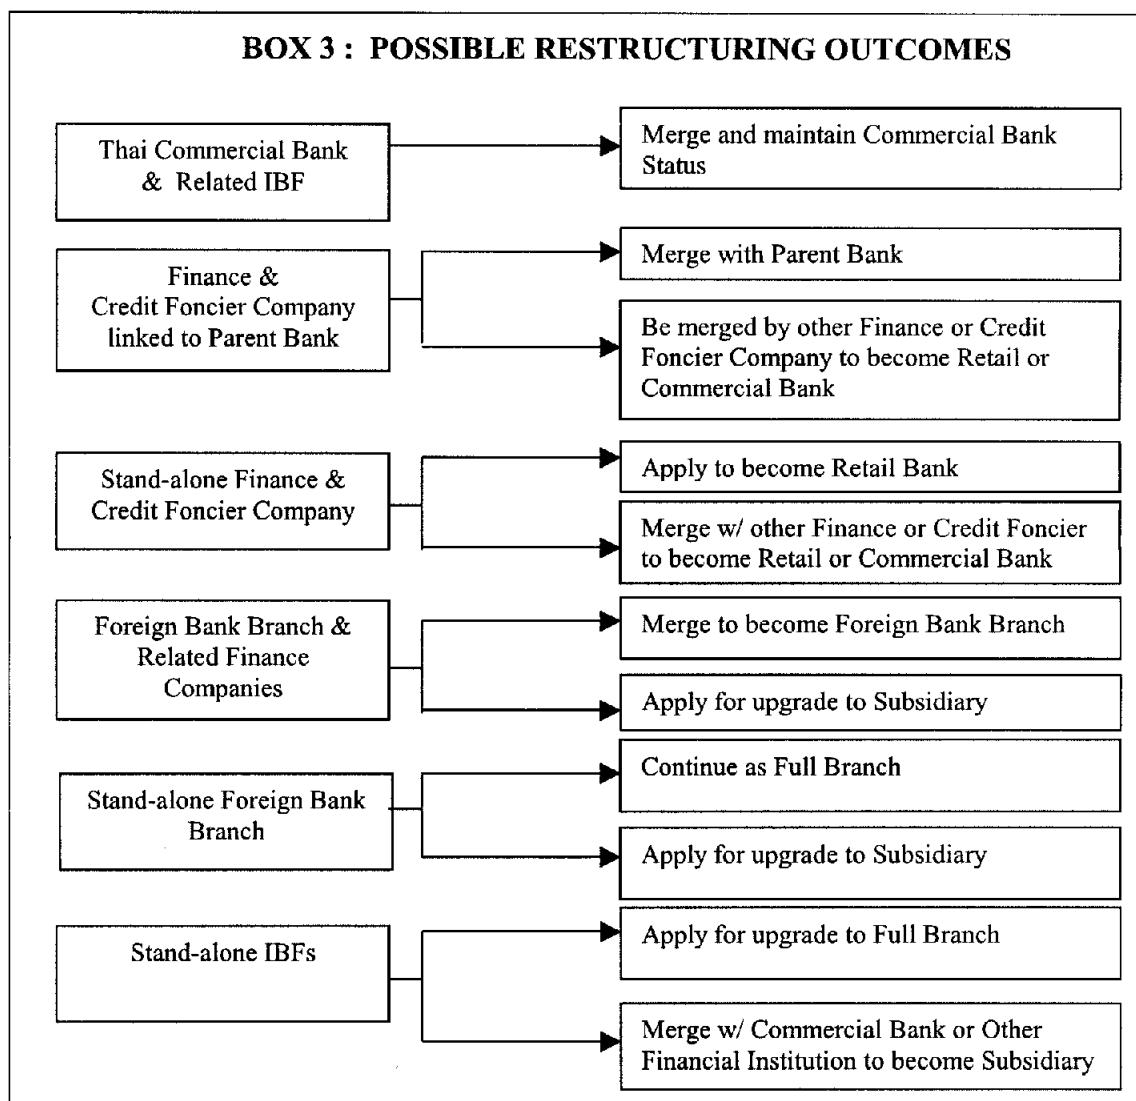 BOX 3 : POSSIBLE RESTRUCTURING OUTCOMES
Thai Commercial Bank
& Related IBF
Merge and maintain Commercial Bank
Status
Finance &
Credit Foncier Company
linked to Parent Bank
Merge with Parent Bank
Be merged by other Finance or Credit
Foncier Company to become Retail or
Commercial Bank
Stand-alone Finance &
Credit Foncier Company
Apply to become Retail Bank
Merge w/ other Finance or Credit Foncier
to become Retail or Commercial Bank
Foreign Bank Branch &
Related Finance
Companies
Merge to become Foreign Bank Branch
Apply for upgrade to Subsidiary
Stand-alone Foreign Bank
Branch
Continue as Full Branch
Apply for upgrade to Subsidiary
Stand-alone IBFs
Apply for upgrade to Full Branch
Merge w/ Commercial Bank or Other
Financial Institution to become Subsidiary